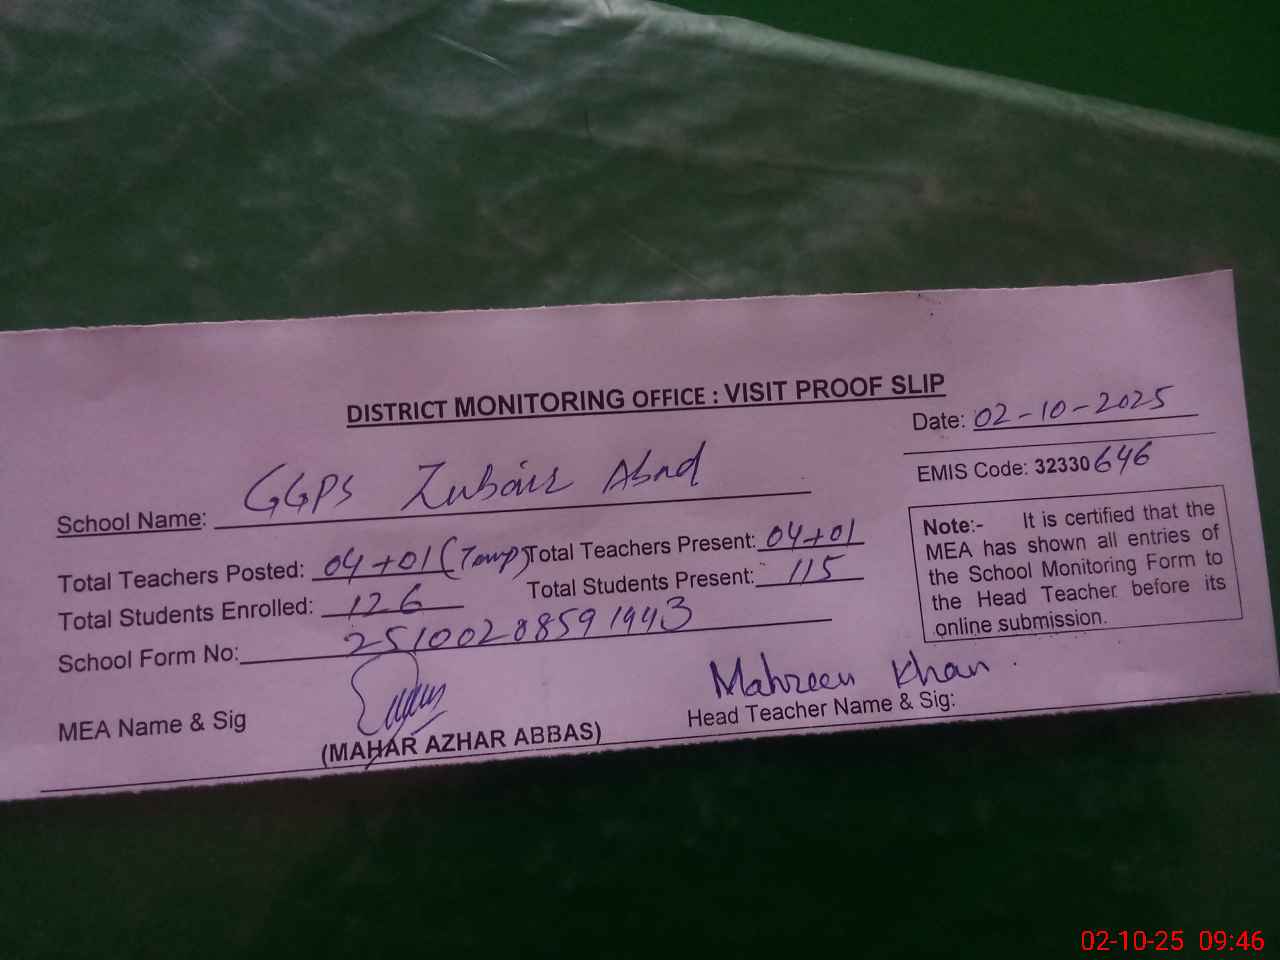 DISTRICT MONITORING OFFICE : VISIT PROOF SLIP
Date: 02-10-2025
EMIS Code: 32330646
School Name: GGPS Zubair Abad
Total Teachers Posted: 04+01 (Temp) Total Teachers Present: 04+01
Total Students Enrolled: 126 Total Students Present: 115
School Form No: 2510028859 1943
Note:- It is certified that the
MEA has shown all entries of
the School Monitoring Form to
the Head Teacher before its
online submission.
MEA Name & Sig
(MAHAR AZHAR ABBAS)
Mahreen Khan.
Head Teacher Name & Sig:
02-10-25 09:46